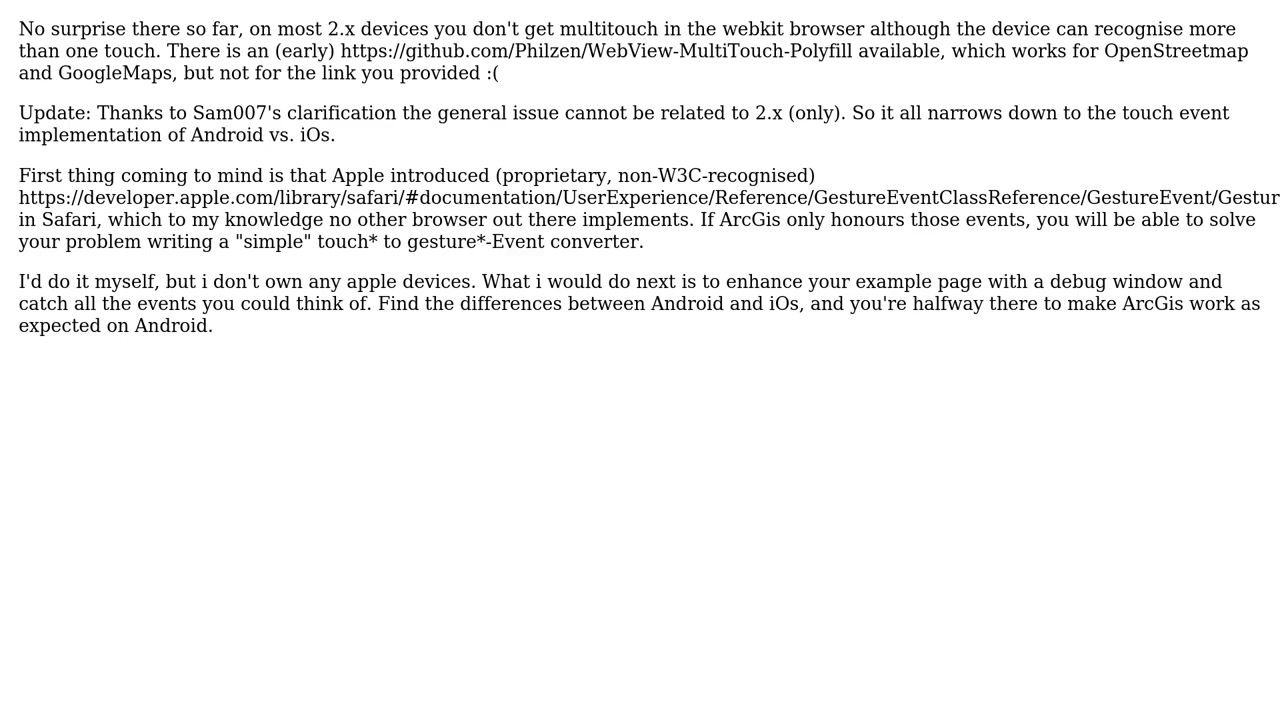 No surprise there so far, on most 2.x devices you don't get multitouch in the webkit browser although the device can recognise more
than one touch. There is an (early) https://github.com/Philzen/WebView-MultiTouch-Polyfill available, which works for OpenStreetmap
and GoogleMaps, but not for the link you provided :(
Update: Thanks to Sam007's clarification the general issue cannot be related to 2.x (only). So it all narrows down to the touch event
implementation of Android vs. iOs.
First thing coming to mind is that Apple introduced (proprietary, non-W3C-recognised)
https://developer.apple.com/library/safari/#documentation/UserExperience/Reference/GestureEventClassReference/GestureEvent/Gestur
in Safari, which to my knowledge no other browser out there implements. If ArcGis only honours those events, you will be able to solve
your problem writing a "simple" touch* to gesture*-Event converter.
I'd do it myself, but i don't own any apple devices. What i would do next is to enhance your example page with a debug window and
catch all the events you could think of. Find the differences between Android and iOs, and you're halfway there to make ArcGis work as
expected on Android.